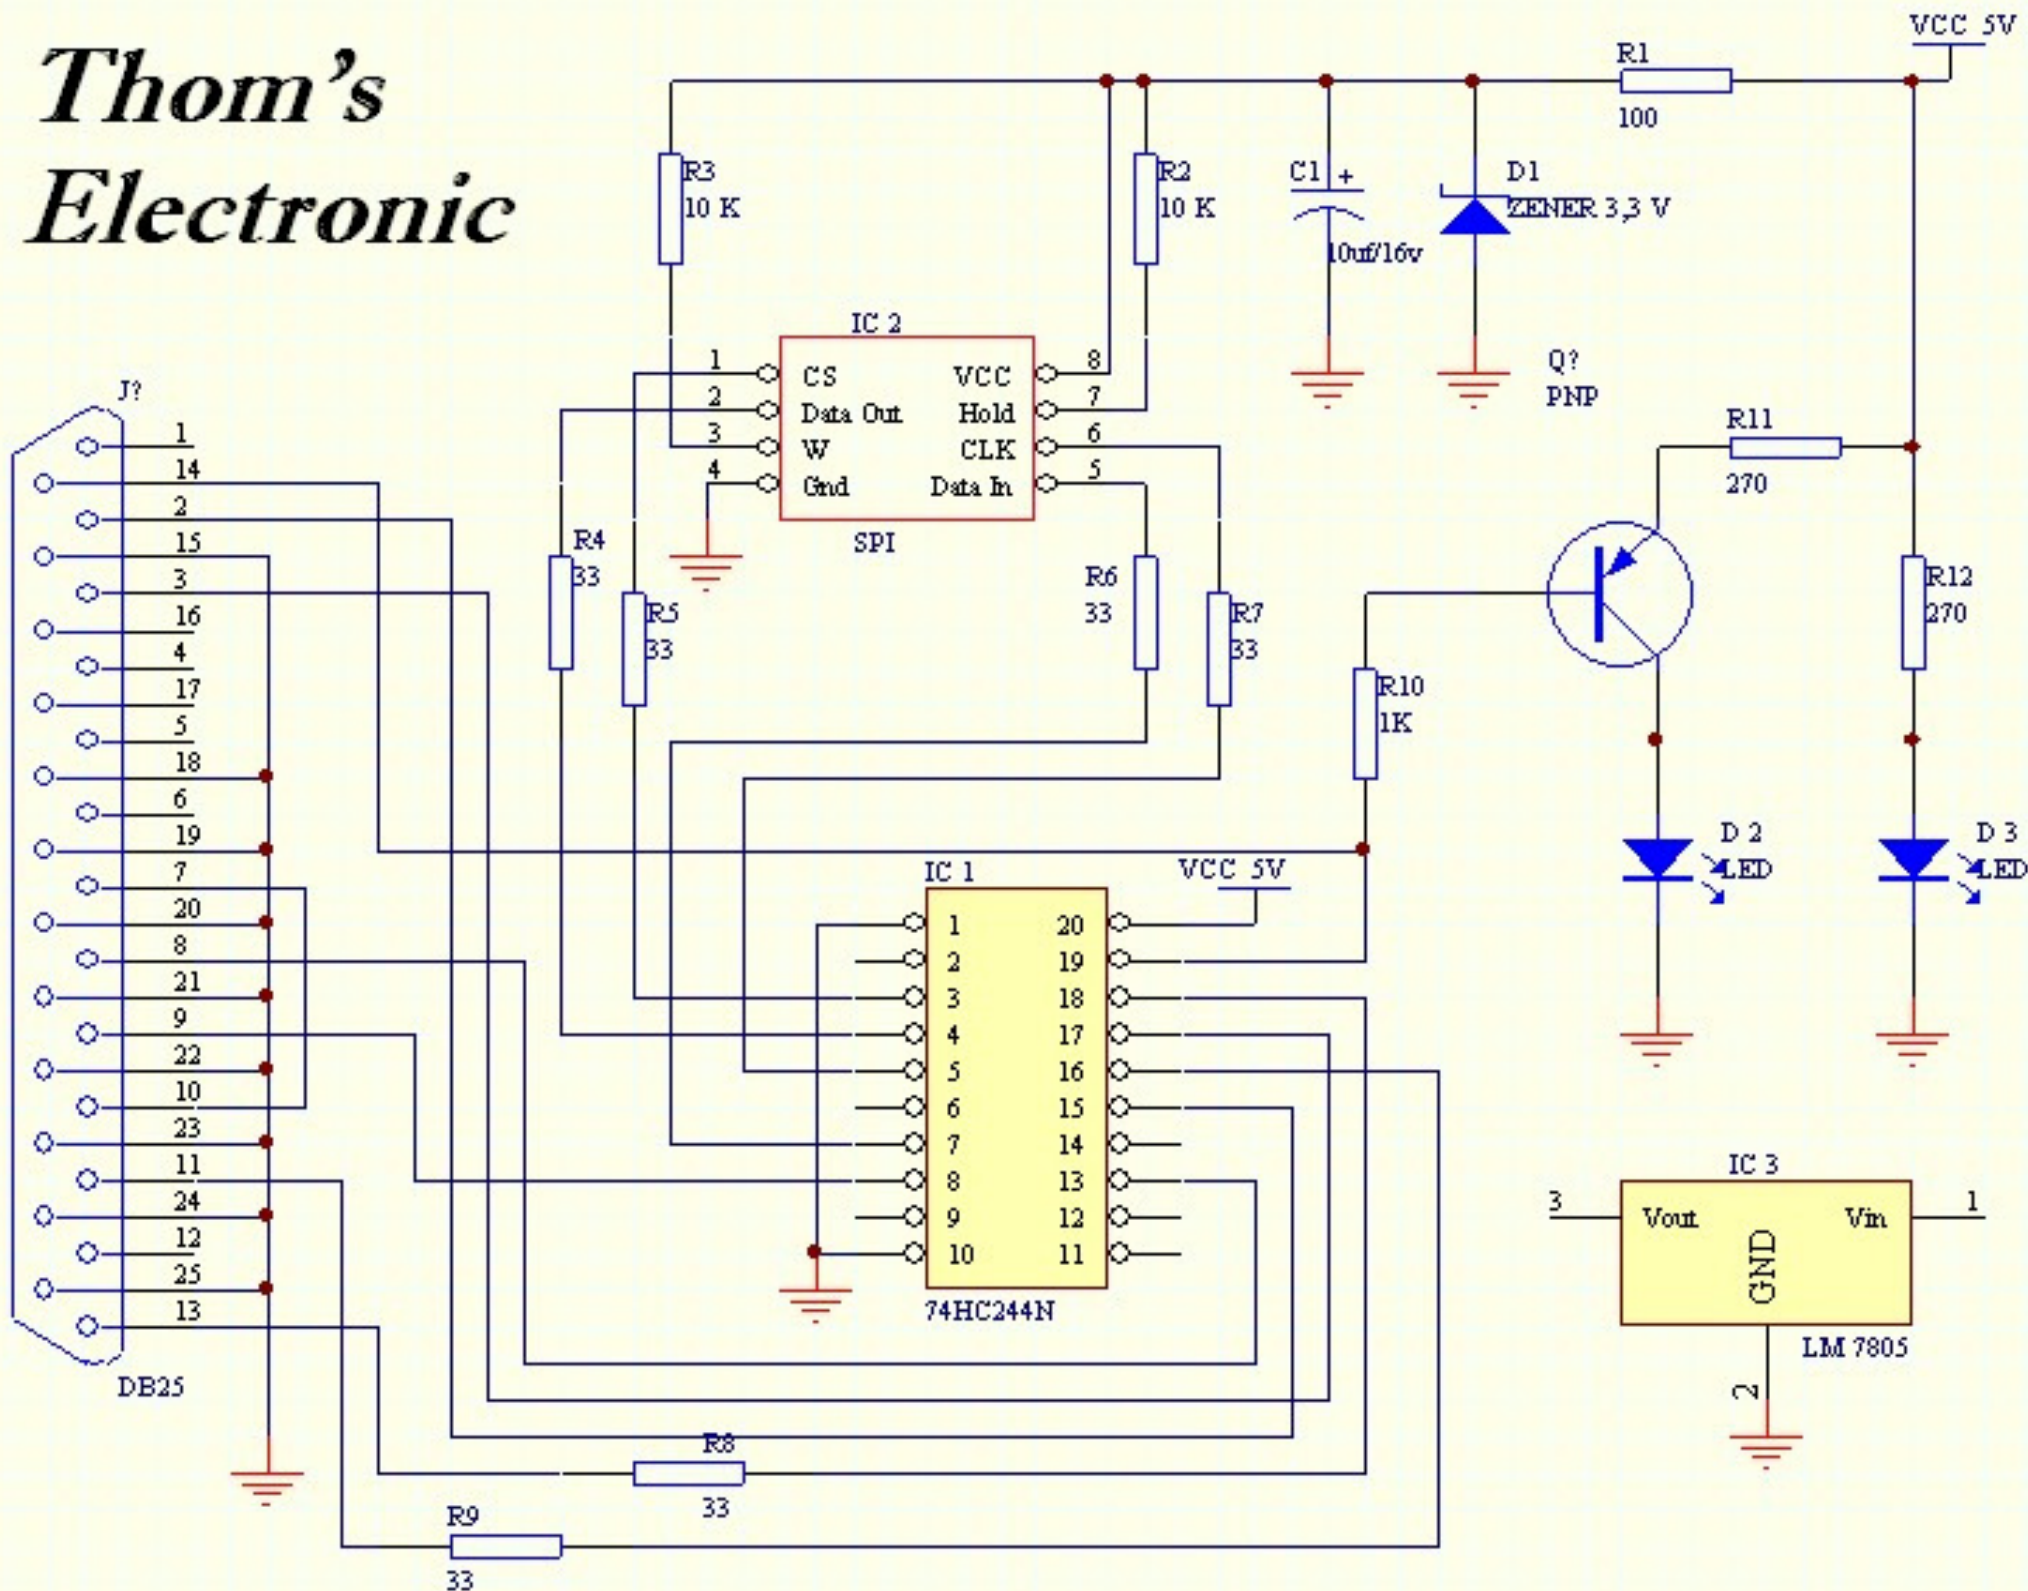 Thom's
Electronic
VCC 5V
R1
100
R3
10 K
R2
10 K
C1 +
10uf/16v
D1
ZENER 3,3 V
IC 2
1
2
3
4
CS
Data Out
W
Gnd
VCC
Hold
CLK
Data In
8
7
6
5
SPI
Q?
PNP
R11
270
R12
270
R4
33
R5
33
R6
33
R7
33
R10
1K
D 2
LED
D 3
LED
J?
1
14
2
15
3
16
4
17
5
18
6
19
7
20
8
21
9
22
10
23
11
24
12
25
13
DB25
IC 1
VCC 5V
1 20
2 19
3 18
4 17
5 16
6 15
7 14
8 13
9 12
10 11
74HC244N
IC 3
3
Vout
GND
Vin
1
LM 7805
2
R8
33
R9
33